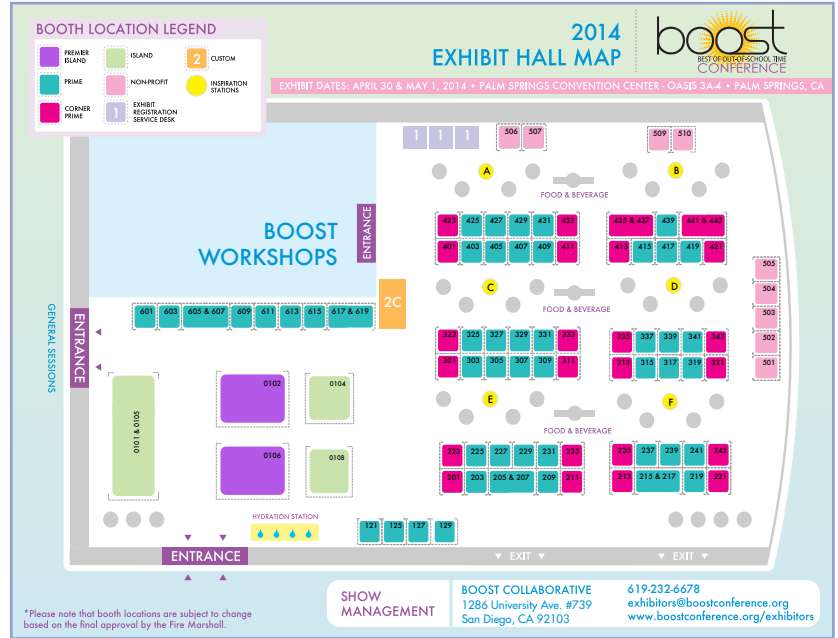 BOOTH LOCATION LEGEND
PREMIER
ISLAND
PRIME
CORNER
PRIME
ISLAND
NON-PROFIT
1
EXHIBIT
REGISTRATION
SERVICE DESK
2
CUSTOM
INSPIRATION
STATIONS
2014
EXHIBIT HALL MAP
boost
BEST OF OUT-OF-SCHOOL TIME
CONFERENCE
EXHIBIT DATES: APRIL 30 & MAY 1, 2014 • PALM SPRINGS CONVENTION CENTER - OASIS 3A-4 • PALM SPRINGS, CA
1 1 1 506 507 509 510
A B
FOOD & BEVERAGE
423 425 427 429 431 433 435 & 437 439 441 & 443
401 403 405 407 409 411 413 415 417 419 421
BOOST
WORKSHOPS
ENTRANCE
505
504
503
502
501
C D
2C
FOOD & BEVERAGE
GENERAL SESSIONS
ENTRANCE
601 603 605 & 607 609 611 613 615 617 & 619
323 325 327 329 331 333 335 337 339 341 343
301 303 305 307 309 311 313 315 317 319 321
0101 & 0105
0102 0104
E F
FOOD & BEVERAGE
0106 0108
223 225 227 229 231 233 235 237 239 241 243
201 203 205 & 207 209 211 213 215 & 217 219 221
HYDRATION STATION
121 125 127 129
ENTRANCE
EXIT EXIT
*Please note that booth locations are subject to change
based on the final approval by the Fire Marshall.
SHOW
MANAGEMENT
BOOST COLLABORATIVE
1286 University Ave. #739
San Diego, CA 92103
619-232-6678
exhibitors@boostconference.org
www.boostconference.org/exhibitors